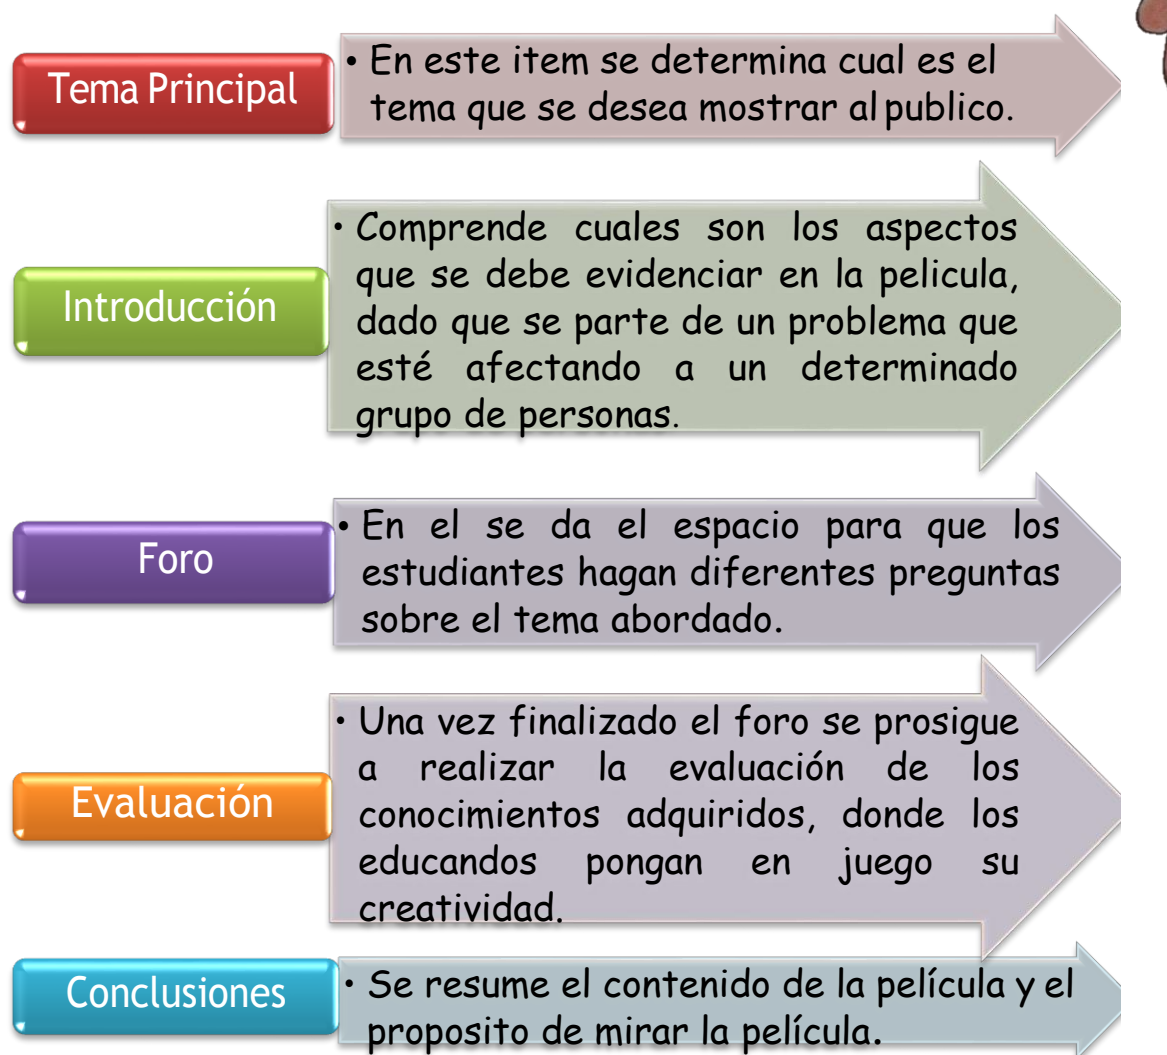 Tema Principal
• En este item se determina cual es el
tema que se desea mostrar al publico.
Introducción
• Comprende cuales son los aspectos
que se debe evidenciar en la pelicula,
dado que se parte de un problema que
esté afectando a un determinado
grupo de personas.
Foro
• En el se da el espacio para que los
estudiantes hagan diferentes preguntas
sobre el tema abordado.
Evaluación
• Una vez finalizado el foro se prosigue
a realizar la evaluación de los
conocimientos adquiridos, donde los
educandos pongan en juego su
creatividad.
Conclusiones
• Se resume el contenido de la película y el
proposito de mirar la película.